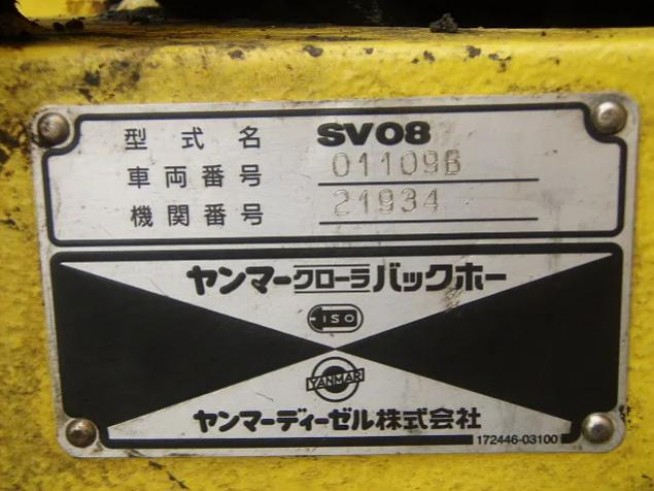 型式名 SV08
車両番号 01109B
機関番号 21934
ヤンマークローラバックホー
ISO
YANMAR
ヤンマーディーゼル株式会社
172446-03100